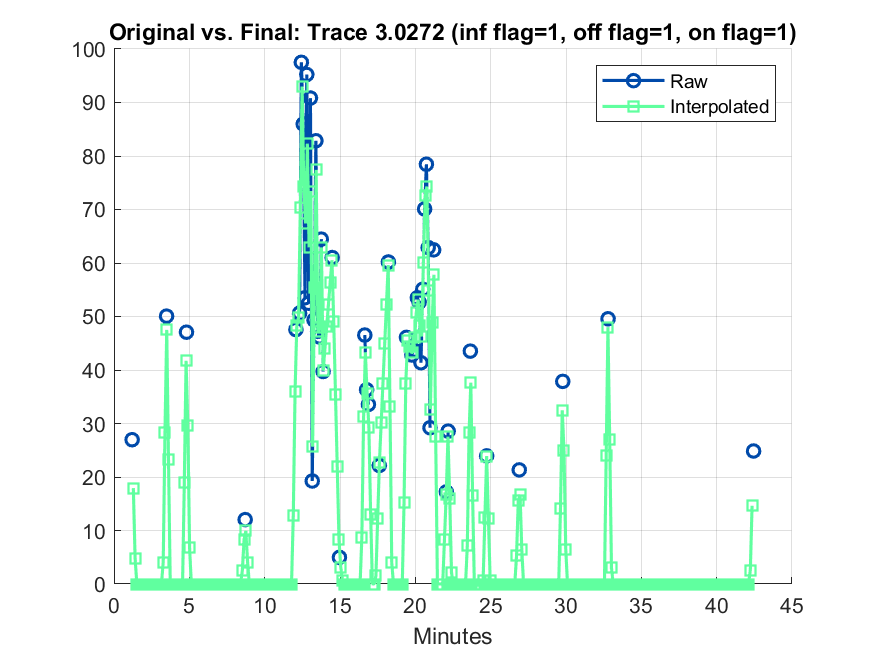 Original vs. Final: Trace 3.0272 (inf flag=1, off flag=1, on flag=1)
100
90
80
70
60
50
40
30
20
10
0
Raw
Interpolated
0 5 10 15 20 25 30 35 40 45
Minutes